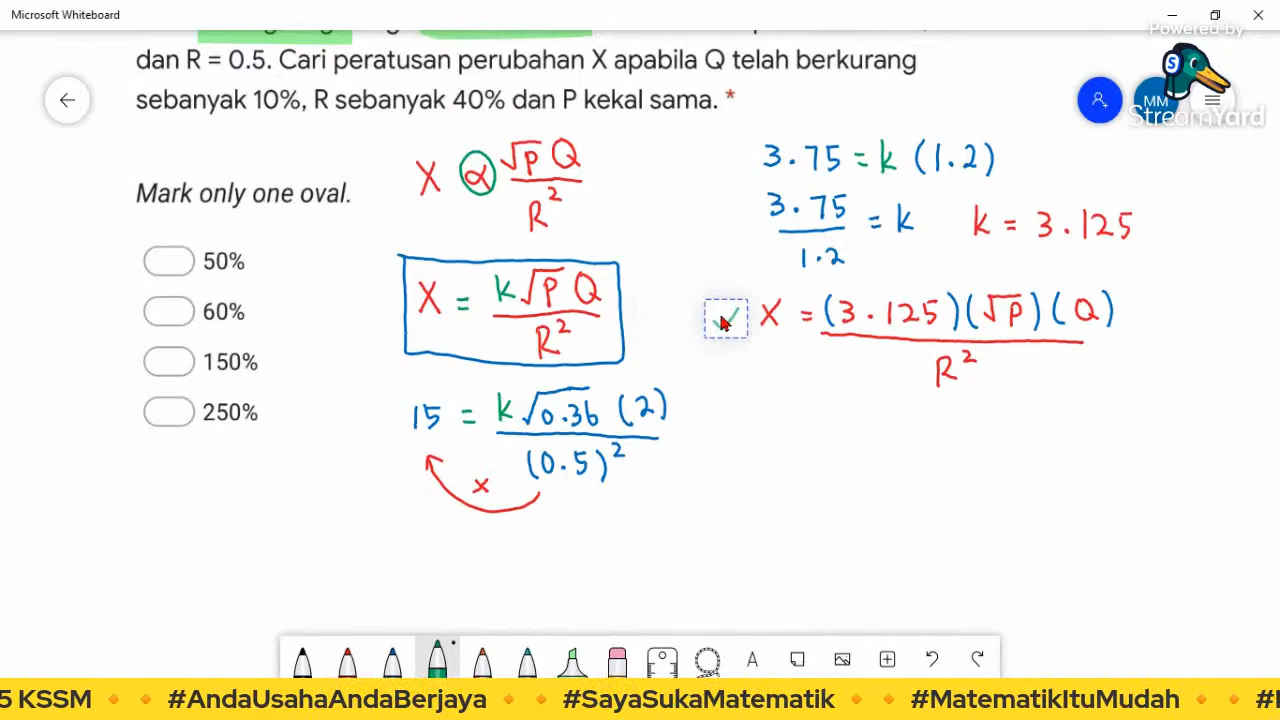 Microsoft Whiteboard
Powered by
StreamYard
MM
dan R = 0.5. Cari peratusan perubahan X apabila Q telah berkurang
sebanyak 10%, R sebanyak 40% dan P kekal sama. *
Mark only one oval.
50%
60%
150%
250%
X α √P Q
R²
X = k√P Q
R²
15 = k√0.36 (2)
(0.5)²
x
3.75 = k (1.2)
3.75 = k
1.2
k = 3.125
✓ X = (3.125)(√P)(Q)
R²
A
5 KSSM 🔸 #AndaUsahaAndaBerjaya 🔸 #SayaSukaMatematik 🔸 #MatematikItuMudah 🔸